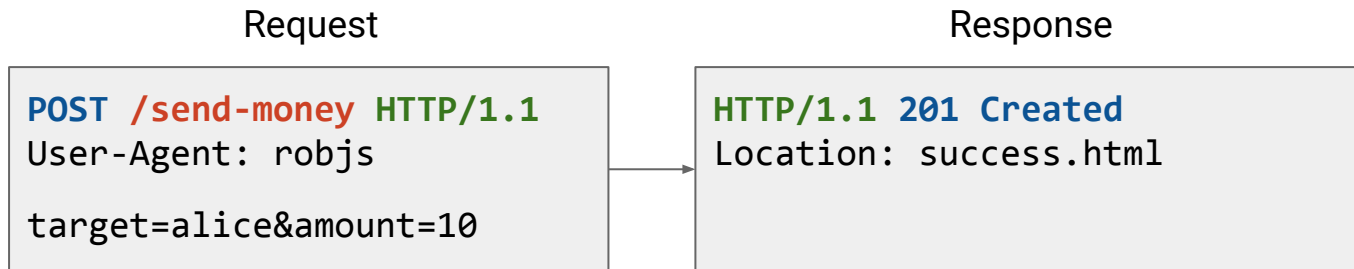 Request
POST /send-money HTTP/1.1
User-Agent: robjs
target=alice&amount=10
Response
HTTP/1.1 201 Created
Location: success.html